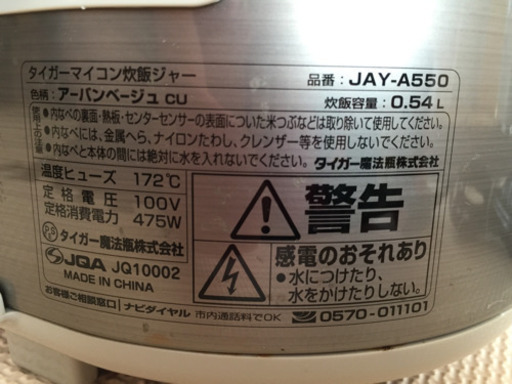 タイガーマイコン炊飯ジャー 品番：JAY-A550
色柄：アーバンベージュ CU 炊飯容量：0.54L
使用上の注意
●内なべの裏面・熱板・センターセンサーの表面についた米つぶなどは取り除いて使用してください。
●内なべには、金属へら、ナイロンたわし、クレンザー等を使用しないでください。
●内なべと本体の間には絶対に水を入れないでください。 タイガー魔法瓶株式会社
温度ヒューズ 172℃
定格電圧 100V
定格消費電力 475W
PSE タイガー魔法瓶株式会社
JQA JQ10002
MADE IN CHINA
警告
感電のおそれあり
●水につけたり、
水をかけたりしない。
お客様ご相談窓口 ナビダイヤル 市内通話料でOK 0570-011101